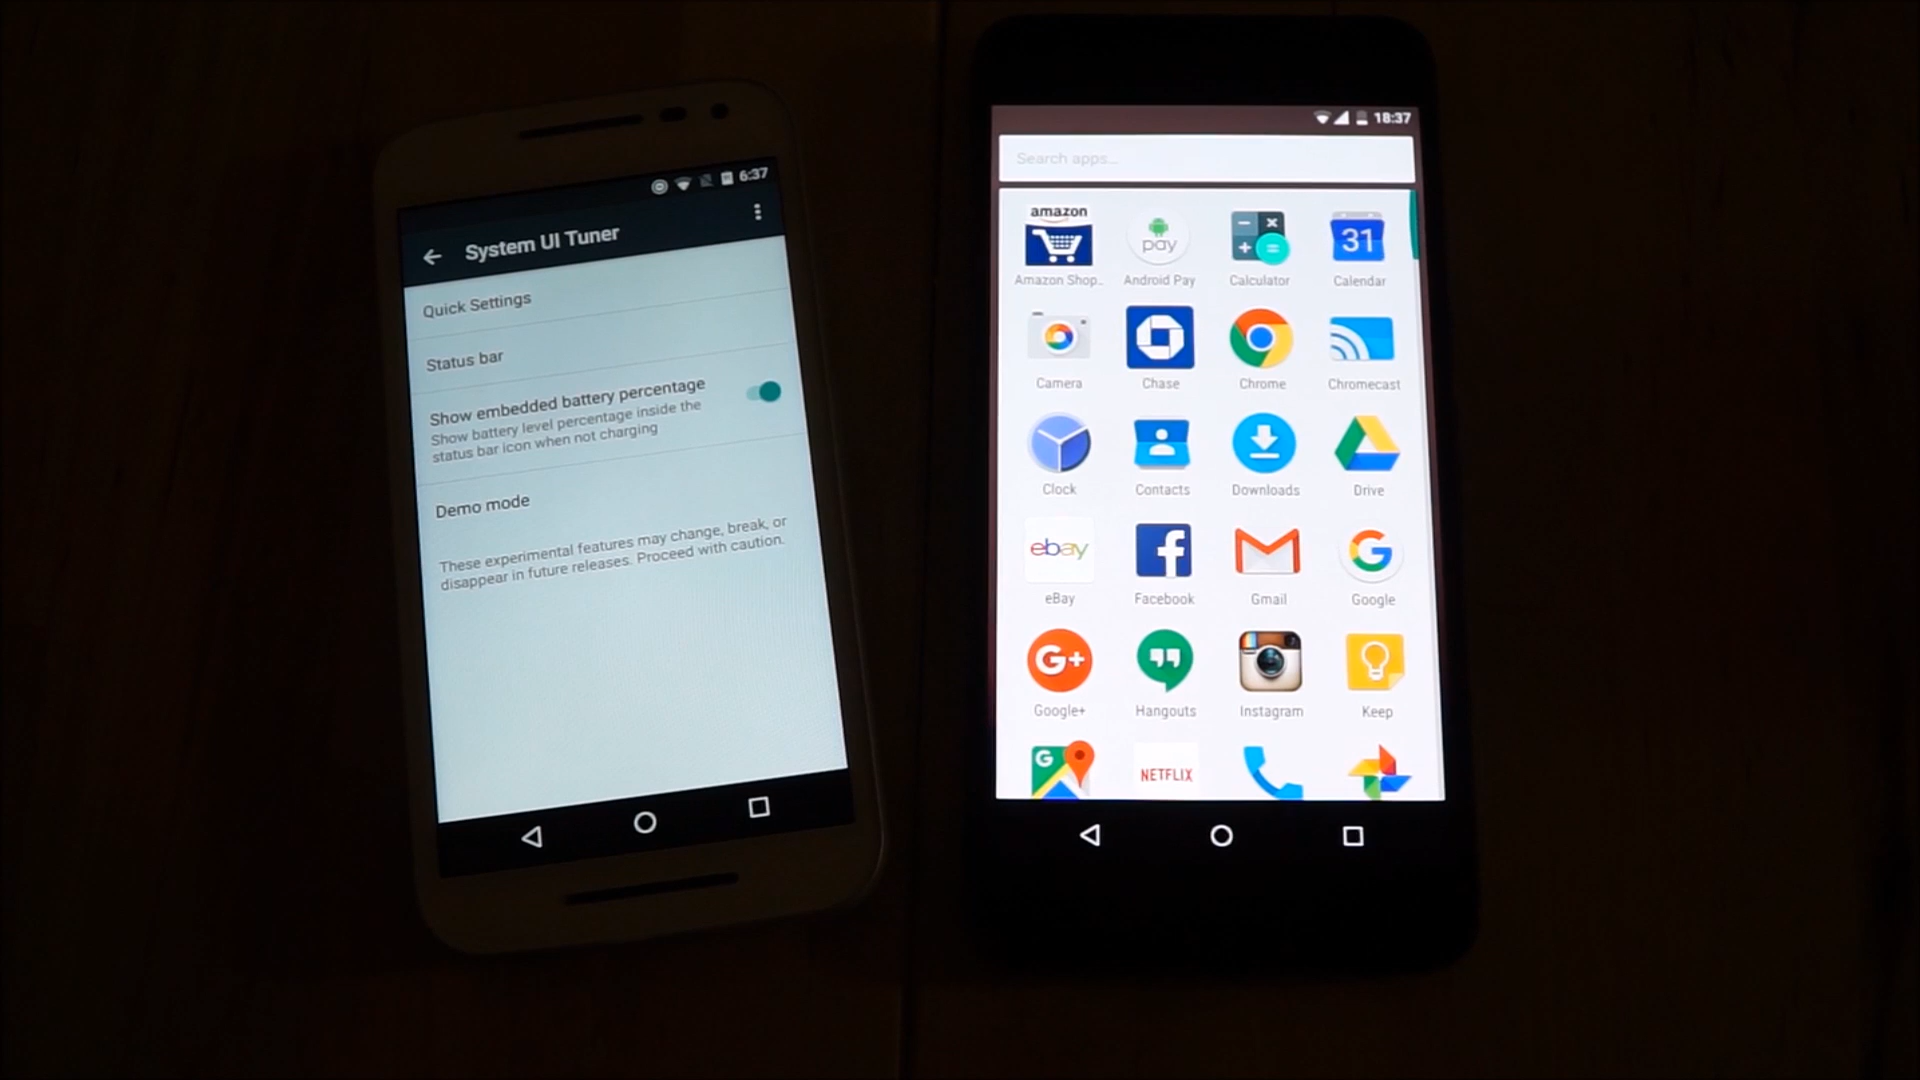 6:37
System UI Tuner
Quick Settings
Status bar
Show embedded battery percentage
Show battery level percentage inside the
status bar icon when not charging
Demo mode
These experimental features may change, break, or
disappear in future releases. Proceed with caution.
18:37
Search apps...
amazon
pay
31
Amazon Shop..
Android Pay
Calculator
Calendar
Camera
Chase
Chrome
Chromecast
Clock
Contacts
Downloads
Drive
ebay
f
G
eBay
Facebook
Gmail
Google
G+
Google+
Hangouts
Instagram
Keep
G
NETFLIX